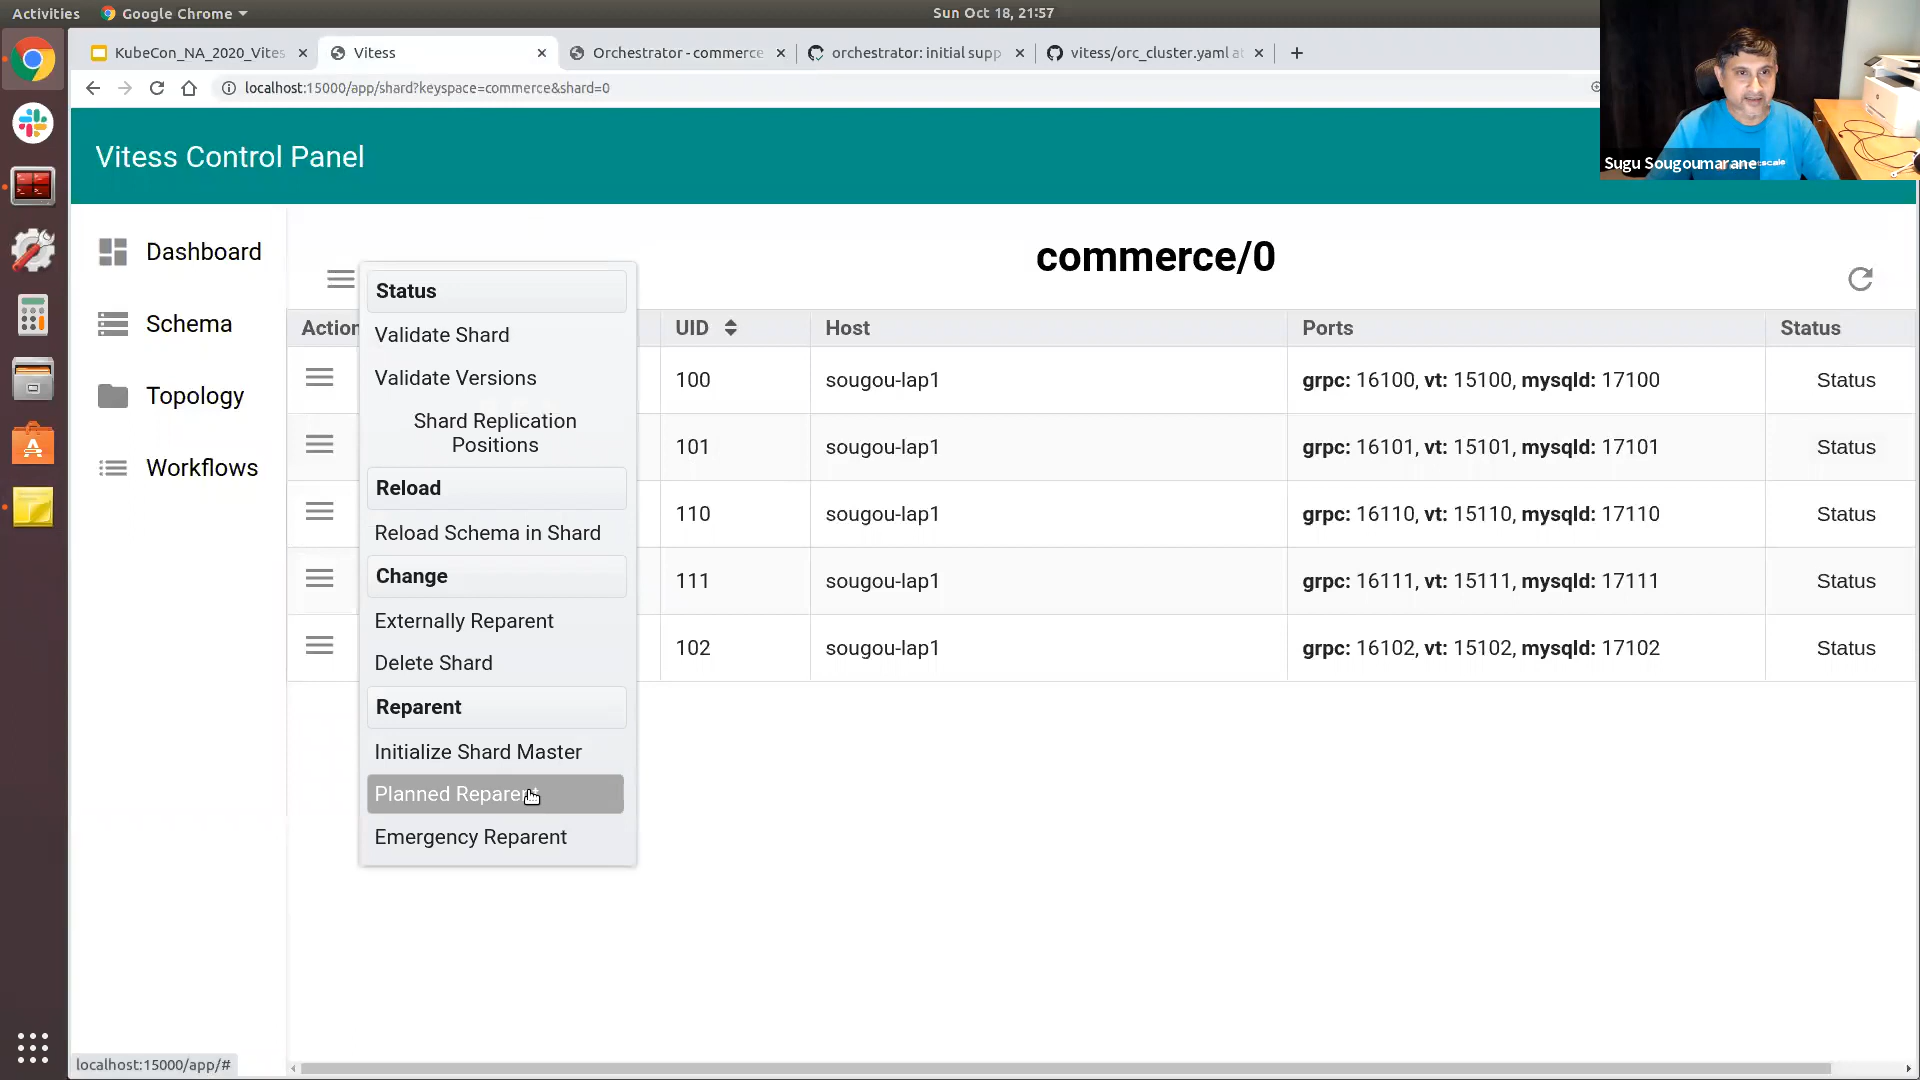 Activities
Google Chrome
Sun Oct 18, 21:57
KubeCon_NA_2020_Vites
Vitess
Orchestrator - commerce
orchestrator: initial supp
vitess/orc_cluster.yaml at
localhost:15000/app/shard?keyspace=commerce&shard=0
Vitess Control Panel
Sugu Sougoumarane
Dashboard
Schema
Topology
Workflows
commerce/0
Status
Validate Shard
Validate Versions
Shard Replication
Positions
Reload
Reload Schema in Shard
Change
Externally Reparent
Delete Shard
Reparent
Initialize Shard Master
Planned Reparent
Emergency Reparent
Action UID Host Ports Status
100 sougou-lap1 grpc: 16100, vt: 15100, mysqld: 17100 Status
101 sougou-lap1 grpc: 16101, vt: 15101, mysqld: 17101 Status
110 sougou-lap1 grpc: 16110, vt: 15110, mysqld: 17110 Status
111 sougou-lap1 grpc: 16111, vt: 15111, mysqld: 17111 Status
102 sougou-lap1 grpc: 16102, vt: 15102, mysqld: 17102 Status
localhost:15000/app/#